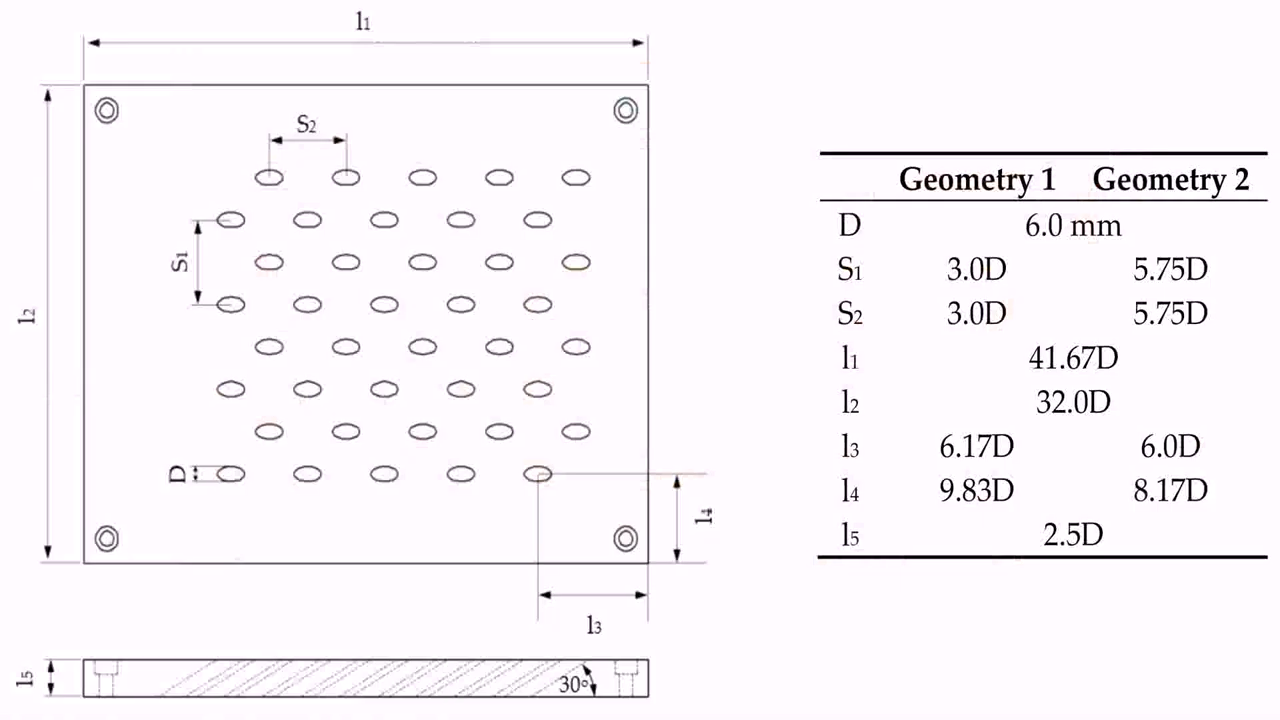 l1
S2
S1
l2
D
l4
l3
l5
30°
Geometry 1 Geometry 2
D 6.0 mm
S1 3.0D 5.75D
S2 3.0D 5.75D
l1 41.67D
l2 32.0D
l3 6.17D 6.0D
l4 9.83D 8.17D
l5 2.5D